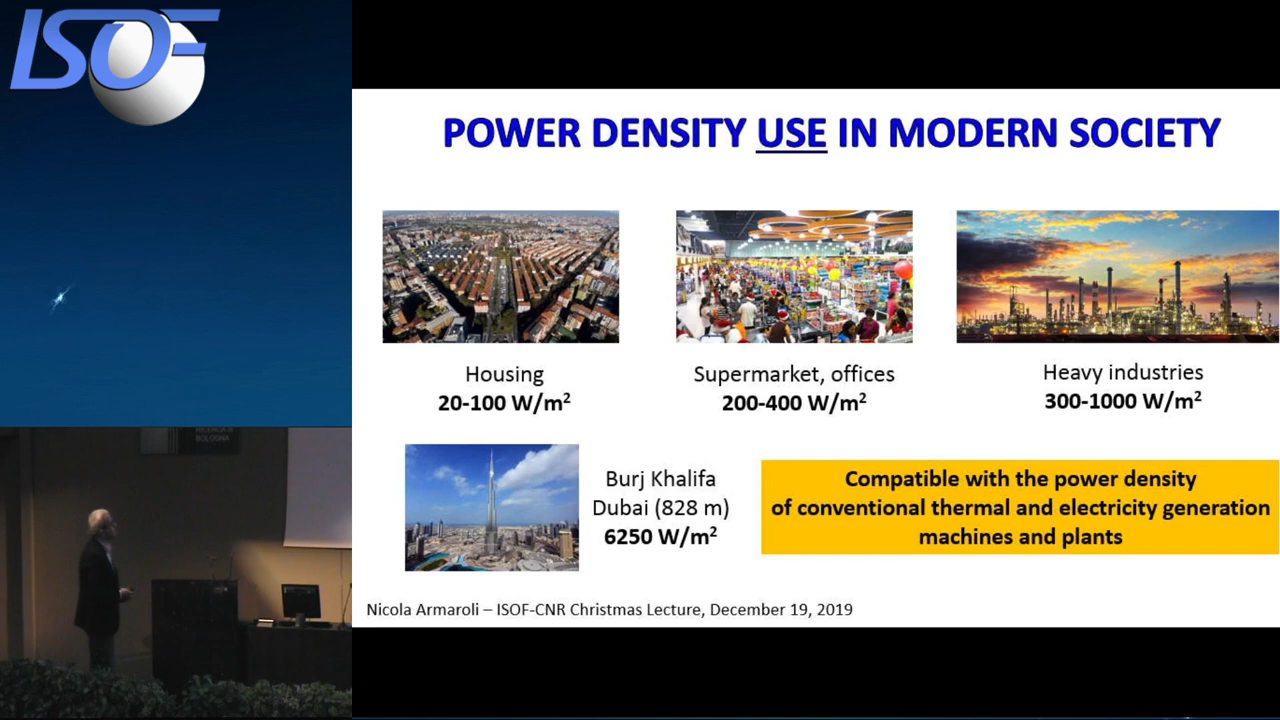 ISOF
POWER DENSITY USE IN MODERN SOCIETY
Housing
20-100 W/m²
Supermarket, offices
200-400 W/m²
Heavy industries
300-1000 W/m²
Burj Khalifa
Dubai (828 m)
6250 W/m²
Compatible with the power density
of conventional thermal and electricity generation
machines and plants
Nicola Armaroli – ISOF-CNR Christmas Lecture, December 19, 2019
BOLOGNA